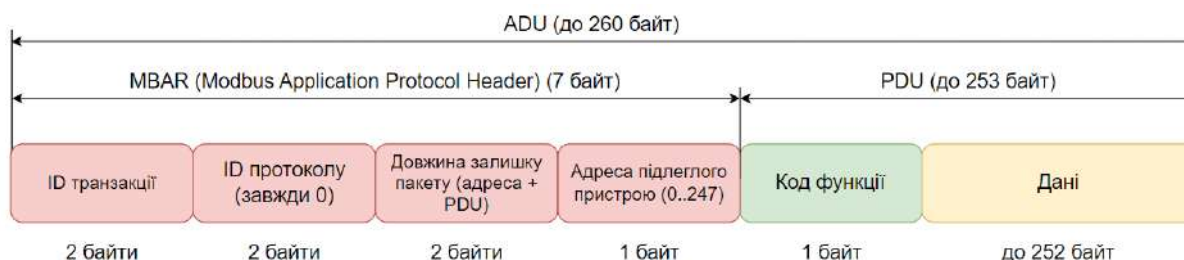 ADU (до 260 байт)
MBAR (Modbus Application Protocol Header) (7 байт)
PDU (до 253 байт)
ID транзакції
ID протоколу
(завжди 0)
Довжина залишку
пакету (адреса +
PDU)
Адреса підлеглого
пристрою (0..247)
Код функції
Дані
2 байти
2 байти
2 байти
1 байт
1 байт
до 252 байт